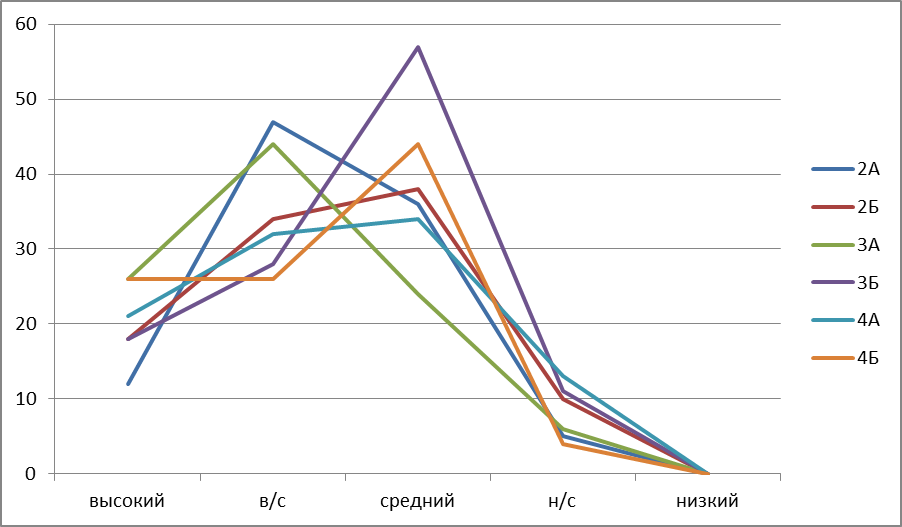 60
50
40
30
20
10
0
высокий в/с средний н/с низкий
2А
2Б
3А
3Б
4А
4Б